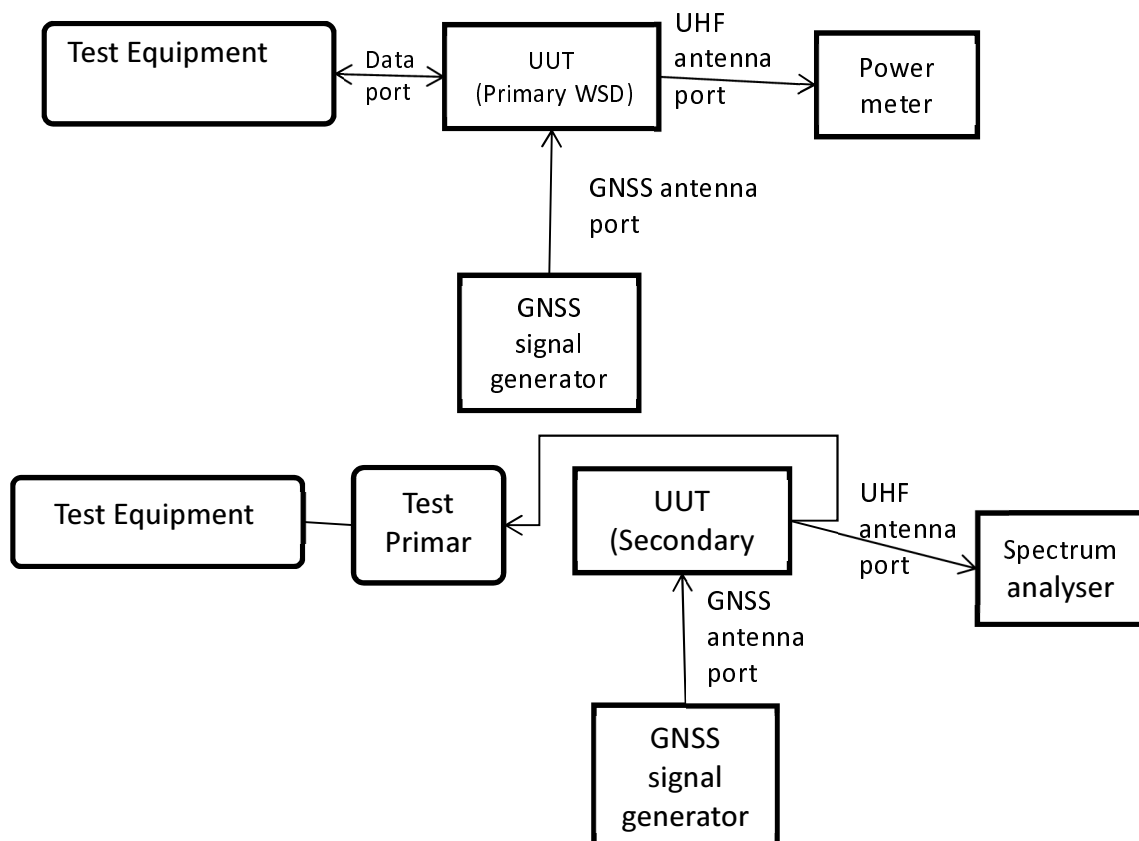 Test Equipment
Data
port
UUT
(Primary WSD)
UHF
antenna
port
Power
meter
GNSS antenna
port
GNSS
signal
generator
Test Equipment
Test
Primar
UUT
(Secondary
UHF
antenna
port
Spectrum
analyser
GNSS
antenna
port
GNSS
signal
generator